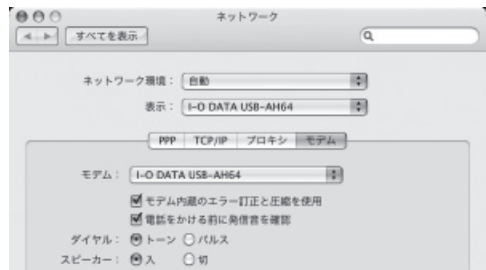 ネットワーク
すべてを表示
ネットワーク環境： 自動
表示： I-O DATA USB-AH64
PPP TCP/IP プロキシ モデム
モデム： I-O DATA USB-AH64
モデム内蔵のエラー訂正と圧縮を使用
電話をかける前に発信音を確認
ダイヤル： トーン パルス
スピーカー： 入 切